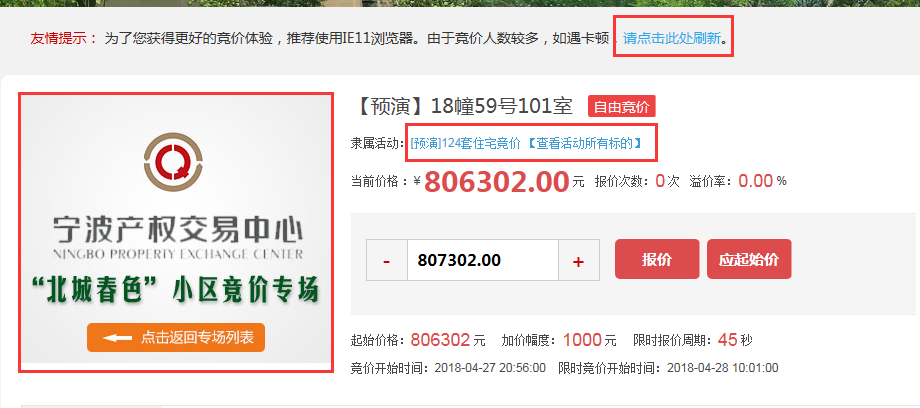 友情提示： 为了您获得更好的竞价体验，推荐使用IE11浏览器。由于竞价人数较多，如遇卡顿，请点击此处刷新。
【预演】18幢59号101室 自由竞价
隶属活动：[预演]124套住宅竞价 【查看活动所有标的】
当前价格：¥ 806302.00 元 报价次数：0 次 溢价率：0.00 %
宁波产权交易中心
NINGBO PROPERTY EXCHANGE CENTER
“北城春色”小区竞价专场
点击返回专场列表
- 807302.00 + 报价 应起始价
起始价格：806302 元 加价幅度：1000 元 限时报价周期：45 秒
竞价开始时间：2018-04-27 20:56:00 限时竞价开始时间：2018-04-28 10:01:00